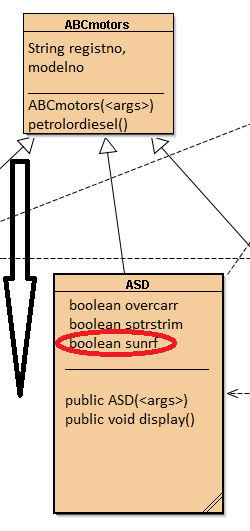 ABCmotors
String registno,
modelno
ABCmotors(<args>)
petrolordiesel()
ASD
boolean overcarr
boolean sptrstrim
boolean sunrf
public ASD(<args>)
public void display()